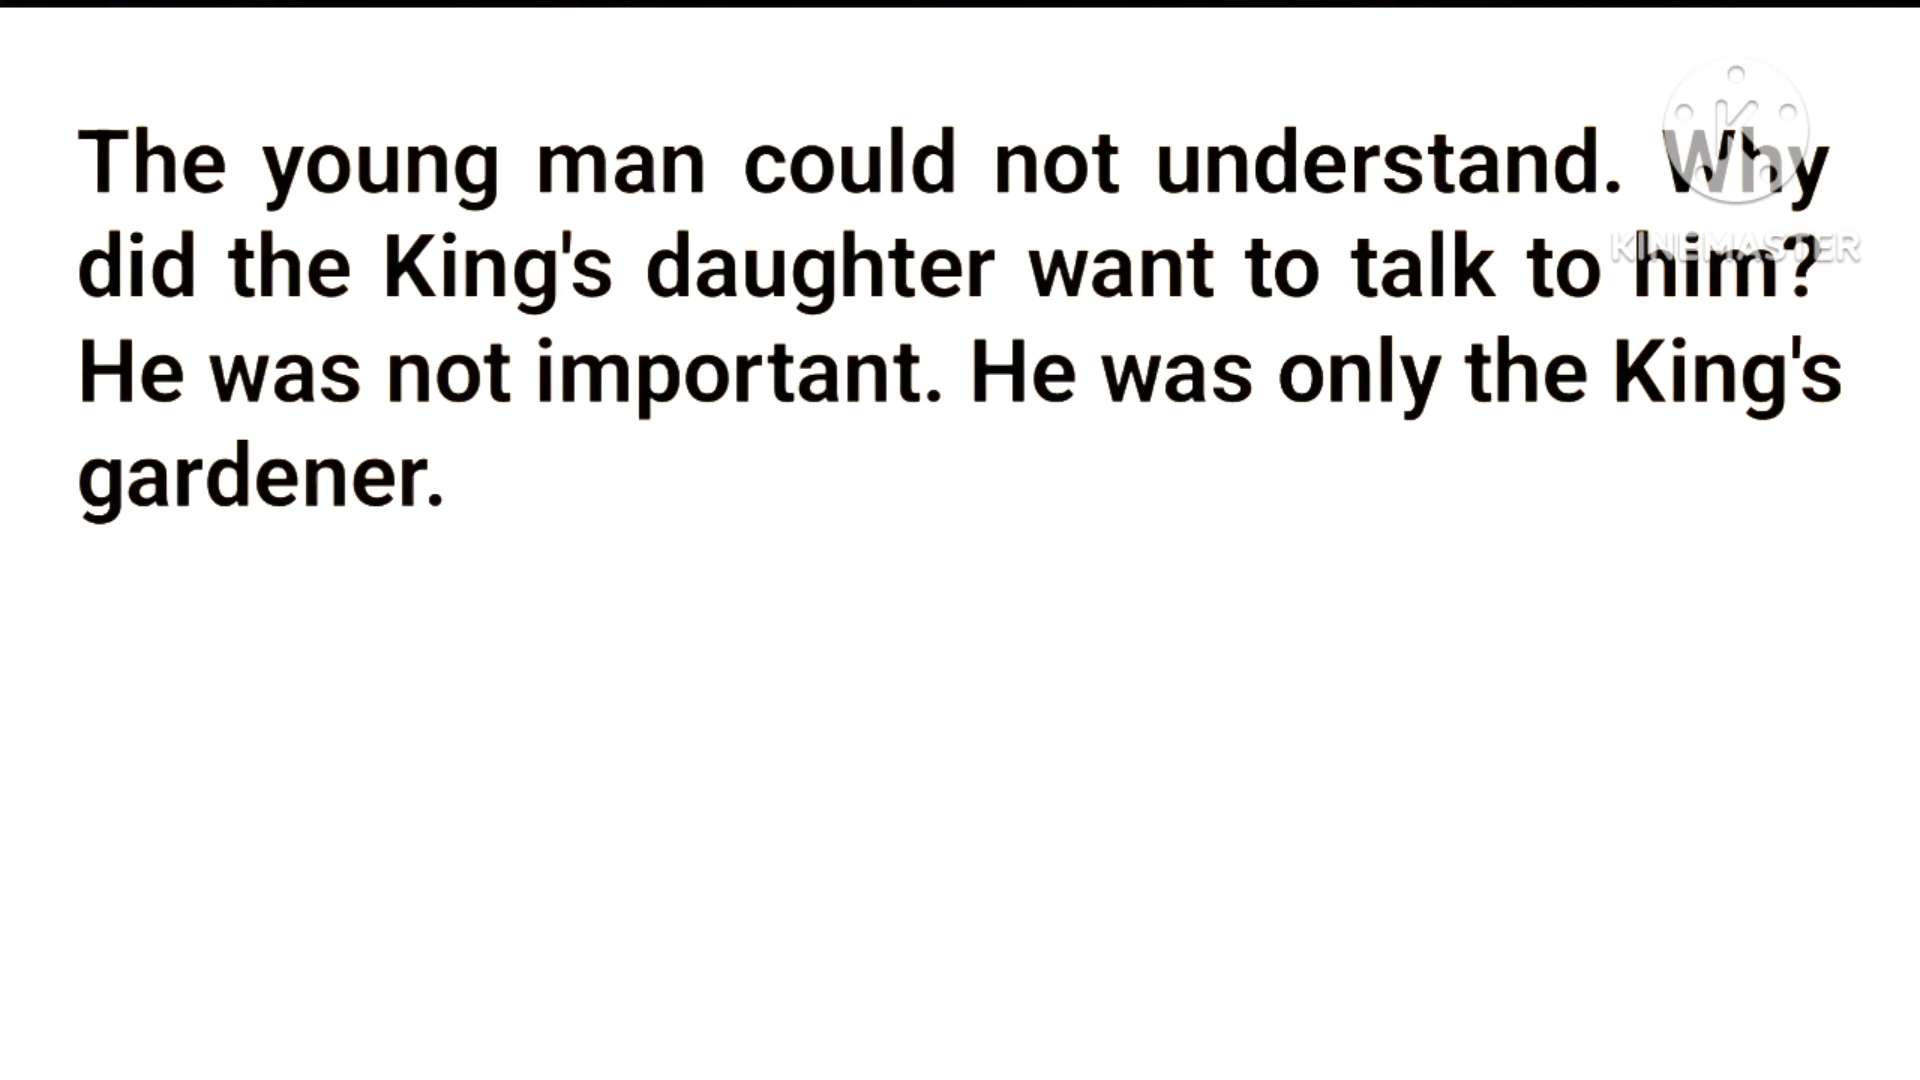 The young man could not understand. Why
did the King's daughter want to talk to him?
He was not important. He was only the King's
gardener.
K
KINEMASTER